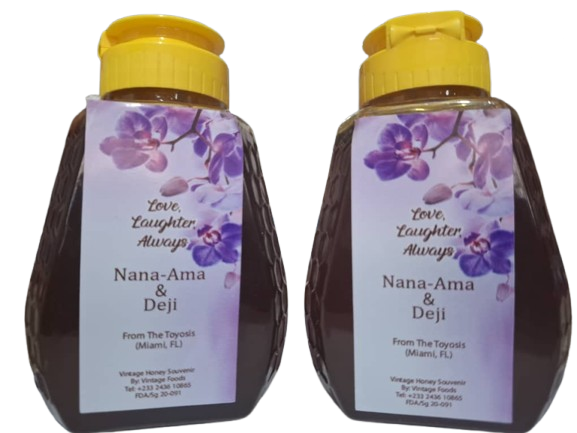 Love,
Laughter,
Always
Nana-Ama
&
Deji
From The Toyosis
(Miami, FL)
Vintage Honey Souvenir
By: Vintage Foods
Tel: +233 2436 10865
FDA/Sg 20-091
Love,
Laughter,
Always
Nana-Ama
&
Deji
From The Toyosis
(Miami, FL)
Vintage Honey Souvenir
By: Vintage Foods
Tel: +233 2436 10865
FDA/Sg 20-091